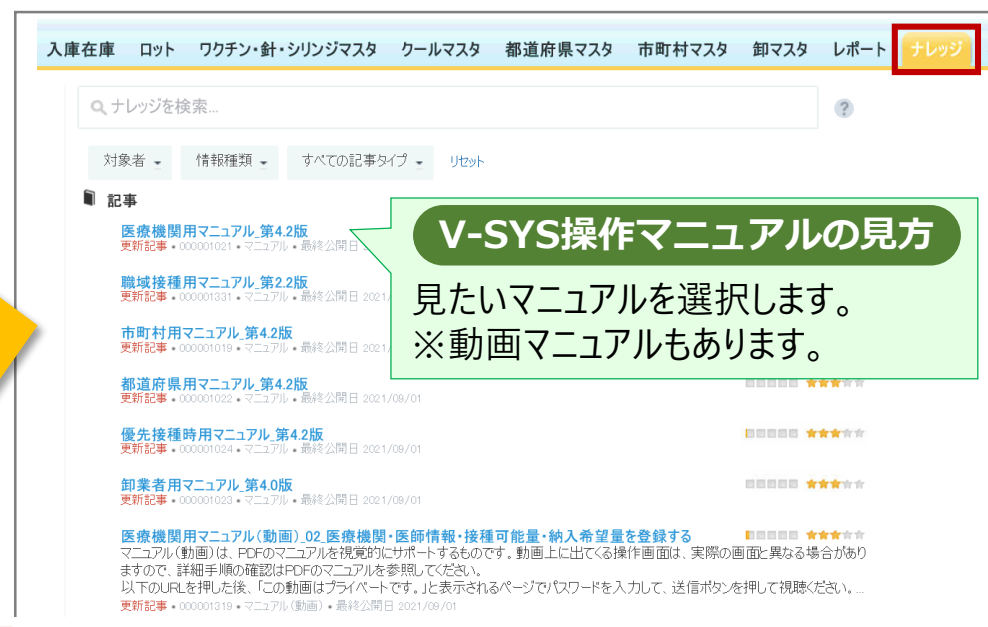 入庫在庫 ロット ワクチン・針・シリンジマスタ クールマスタ 都道府県マスタ 市町村マスタ 卸マスタ レポート ナレッジ
ナレッジを検索...
?
対象者 情報種類 すべての記事タイプ リセット
記事
医療機関用マニュアル_第4.2版
更新記事 • 000001021 • マニュアル • 最終公開日
職域接種用マニュアル_第2.2版
更新記事 • 000001331 • マニュアル • 最終公開日 2021/
市町村用マニュアル_第4.2版
更新記事 • 000001019 • マニュアル • 最終公開日 2021/
V-SYS操作マニュアルの見方
見たいマニュアルを選択します。
※動画マニュアルもあります。
都道府県用マニュアル_第4.2版
更新記事 • 000001022 • マニュアル • 最終公開日 2021/09/01
優先接種時用マニュアル_第4.2版
更新記事 • 000001024 • マニュアル • 最終公開日 2021/09/01
卸業者用マニュアル_第4.0版
更新記事 • 000001023 • マニュアル • 最終公開日 2021/09/01
医療機関用マニュアル(動画)_02_医療機関・医師情報・接種可能量・納入希望量を登録する
マニュアル(動画)は、PDFのマニュアルを視覚的にサポートするものです。動画上に出てくる操作画面は、実際の画面と異なる場合があり
ますので、詳細手順の確認はPDFのマニュアルを参照してください。
以下のURLを押した後、「この動画はプライベートです。」と表示されるページでパスワードを入力して、送信ボタンを押して視聴ください。...
更新記事 • 000001319 • マニュアル(動画) • 最終公開日 2021/09/01